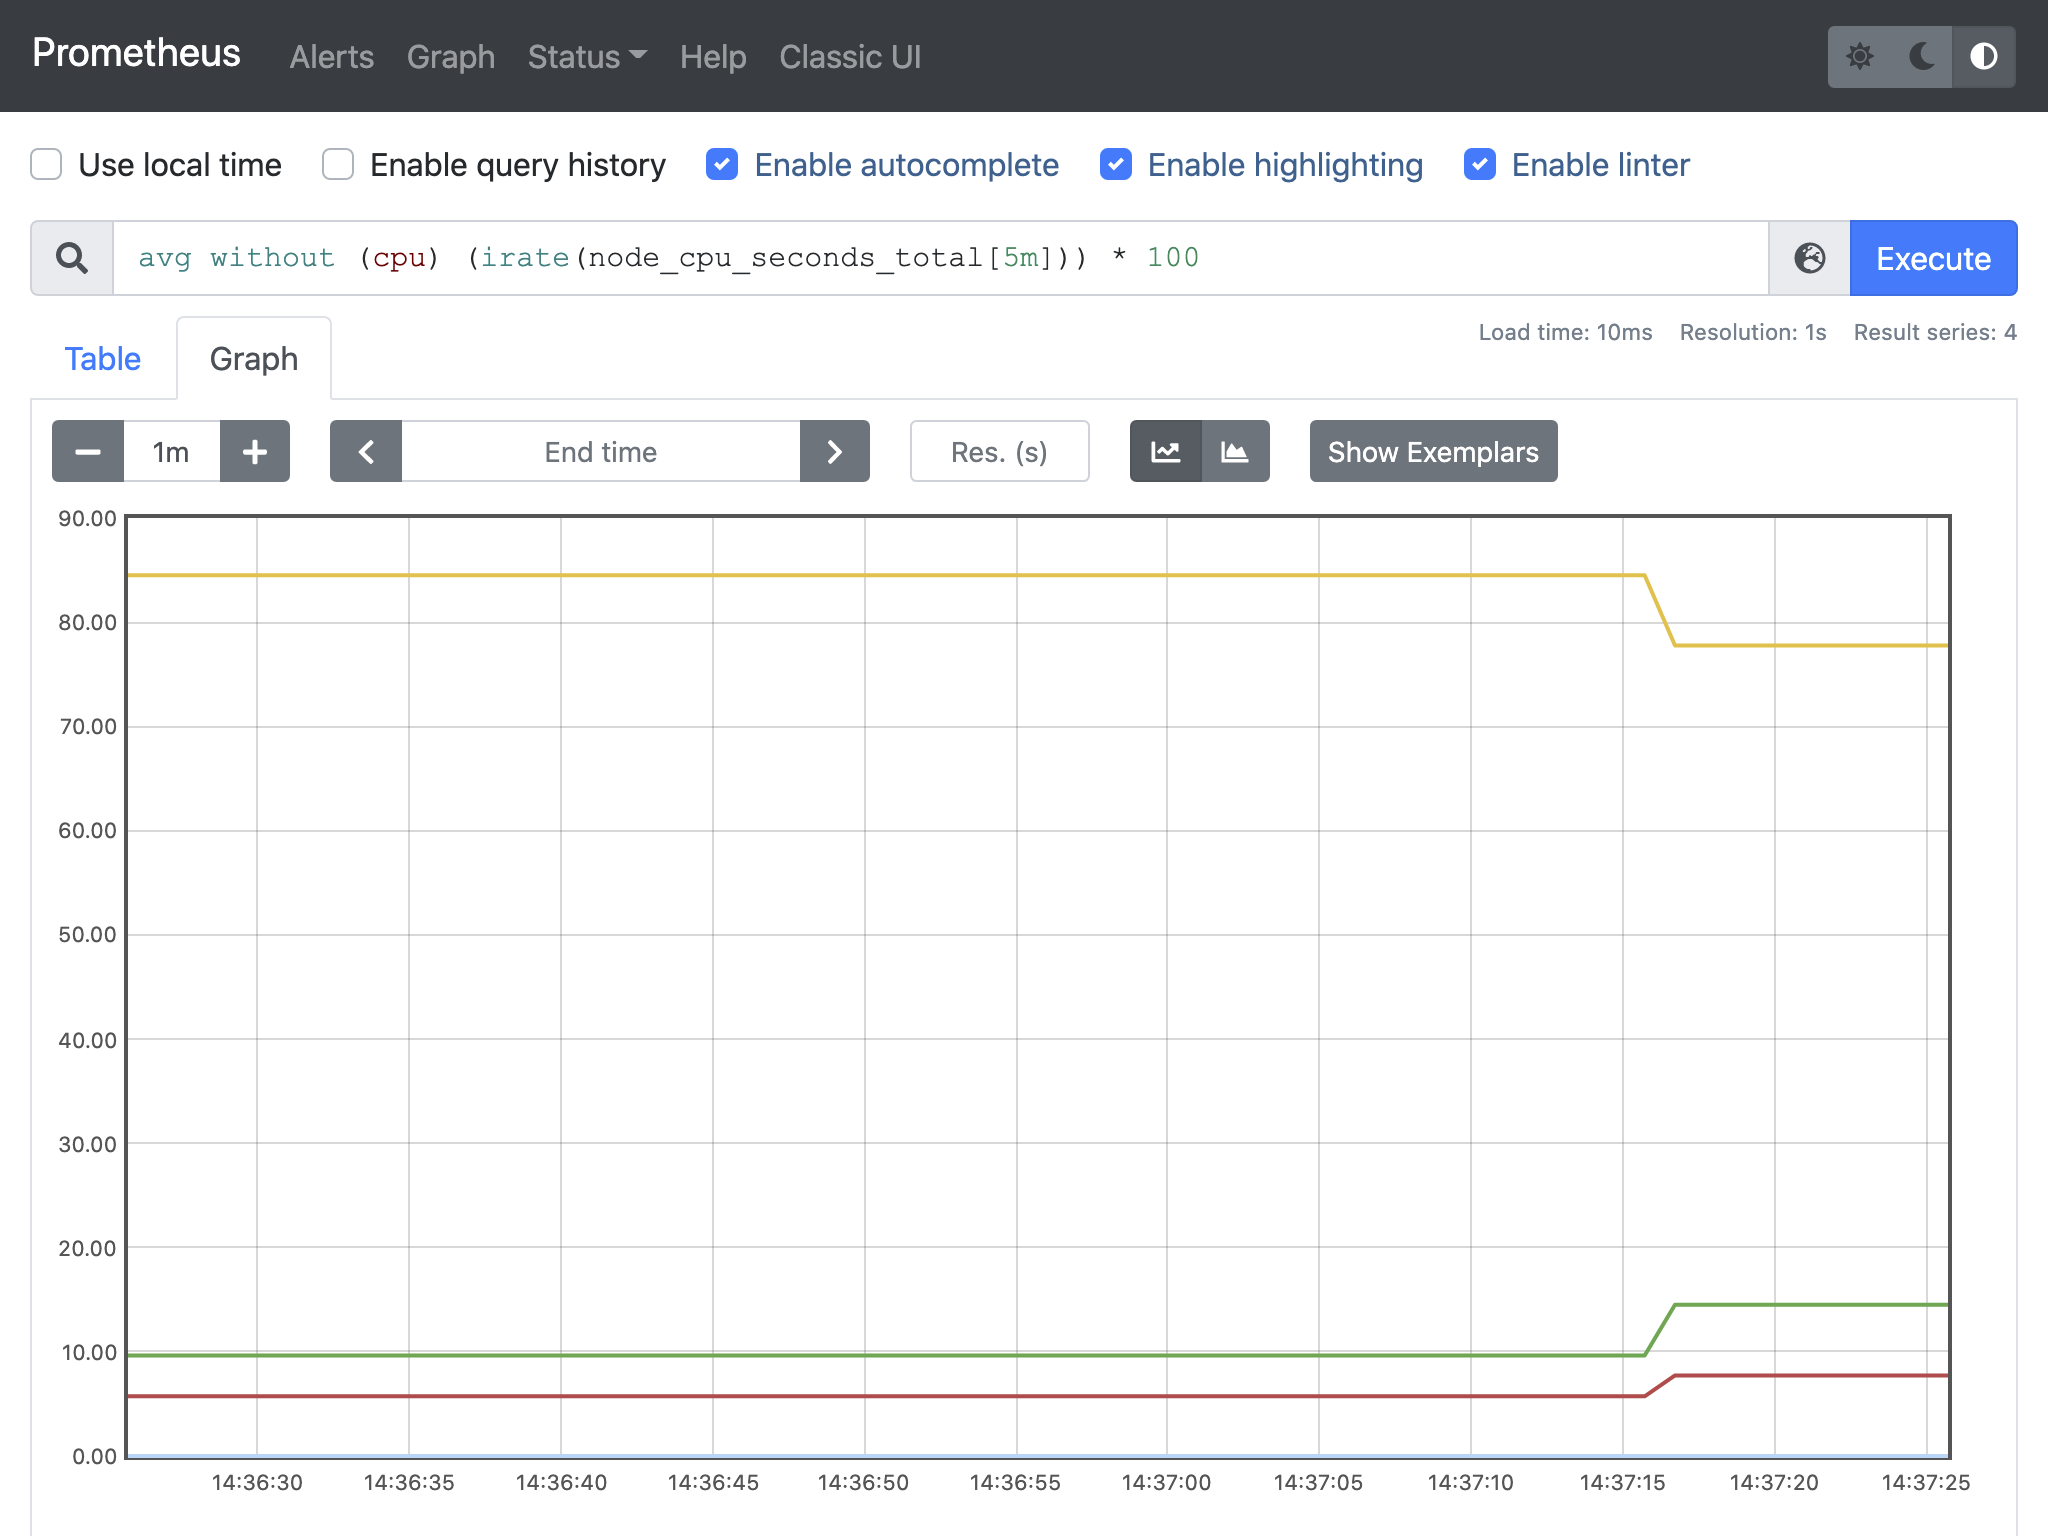 Prometheus Alerts Graph Status Help Classic UI
Use local time Enable query history Enable autocomplete Enable highlighting Enable linter
avg without (cpu) (irate(node_cpu_seconds_total[5m])) * 100 Execute
Load time: 10ms Resolution: 1s Result series: 4
Table Graph
1m End time Res. (s) Show Exemplars
90.00
80.00
70.00
60.00
50.00
40.00
30.00
20.00
10.00
0.00
14:36:30 14:36:35 14:36:40 14:36:45 14:36:50 14:36:55 14:37:00 14:37:05 14:37:10 14:37:15 14:37:20 14:37:25